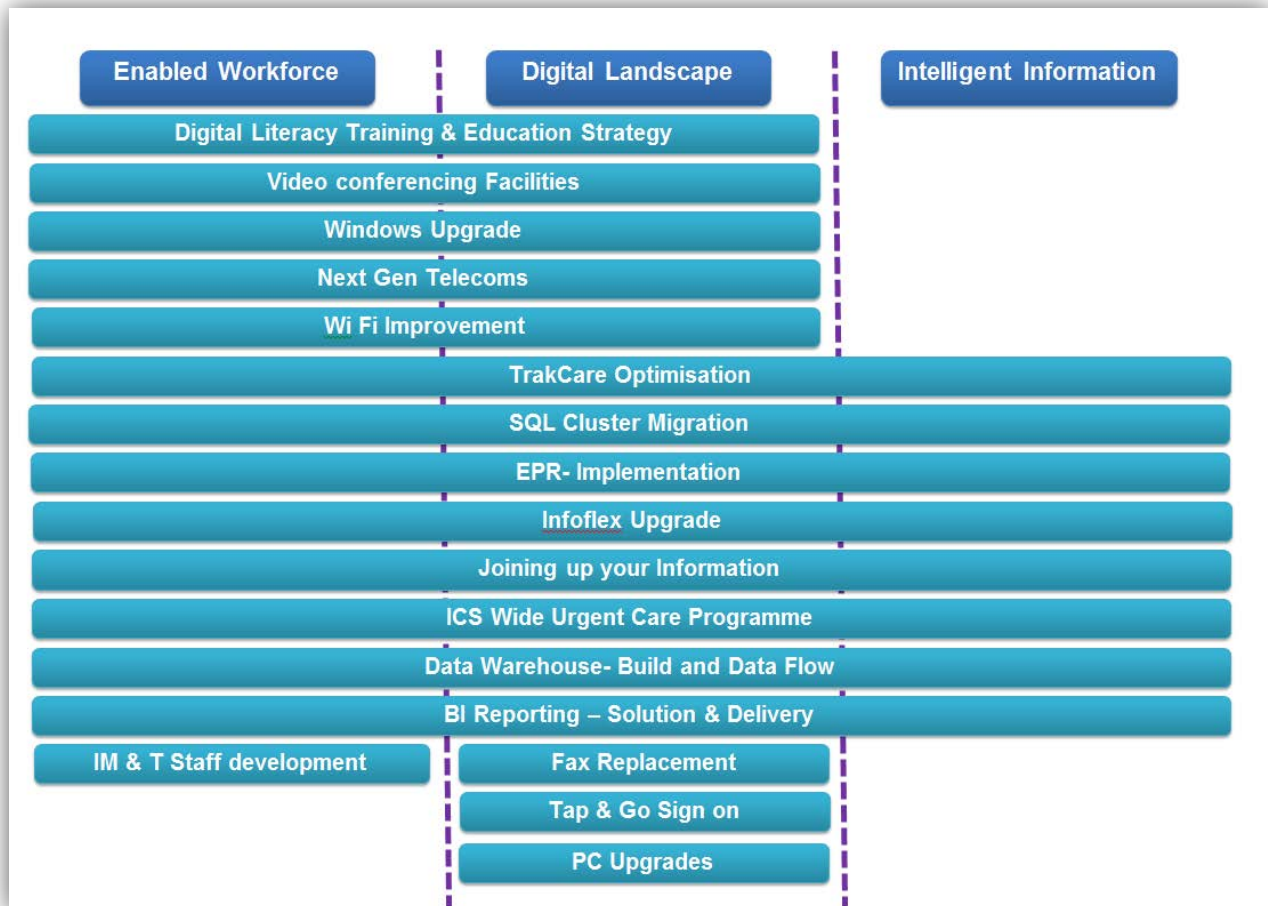 Enabled Workforce
Digital Landscape
Intelligent Information
Digital Literacy Training & Education Strategy
Video conferencing Facilities
Windows Upgrade
Next Gen Telecoms
Wi Fi Improvement
TrakCare Optimisation
SQL Cluster Migration
EPR- Implementation
Infoflex Upgrade
Joining up your Information
ICS Wide Urgent Care Programme
Data Warehouse- Build and Data Flow
BI Reporting – Solution & Delivery
IM & T Staff development
Fax Replacement
Tap & Go Sign on
PC Upgrades